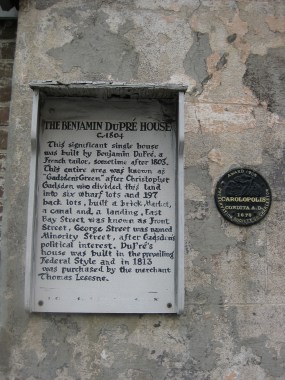 THE BENJAMIN DuPRÉ HOUSE
C.1804
This significant single house
was built by Benjamin DuPré, a
French tailor, sometime after 1803.
This entire area was known as
"Gadsden's Green" after Christopher
Gadsden, who divided this land
into six wharf lots and 197
back lots, built a brick Market,
a canal and a landing. East
Bay Street was known as Front
Street, George Street was named
Minority Street, after Gadsden's
political interest. DuPré's
house was built in the prevailing
Federal Style and in 1813
was purchased by the merchant
Thomas Lesesne.
CAROLOPOLIS
CONDITA A.D.
1670